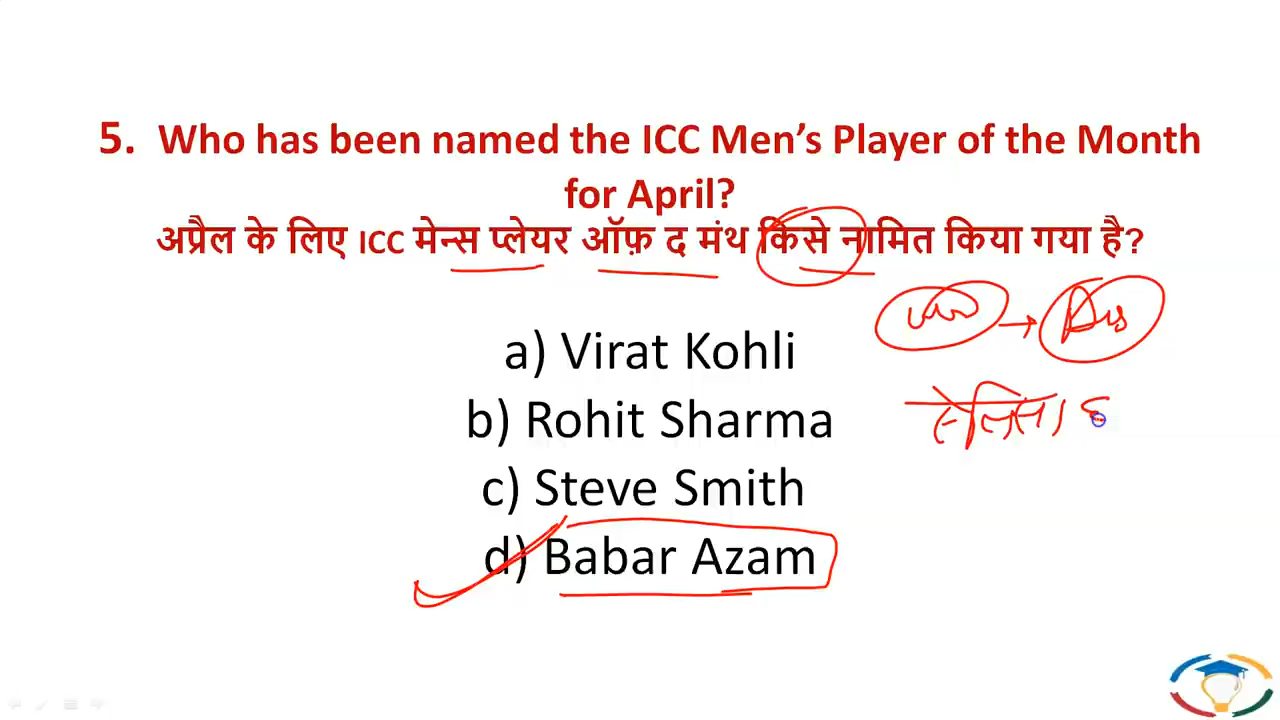 5. Who has been named the ICC Men’s Player of the Month
for April?
अप्रैल के लिए ICC मेन्स प्लेयर ऑफ़ द मंथ किसे नामित किया गया है?
a) Virat Kohli
b) Rohit Sharma
c) Steve Smith
d) Babar Azam